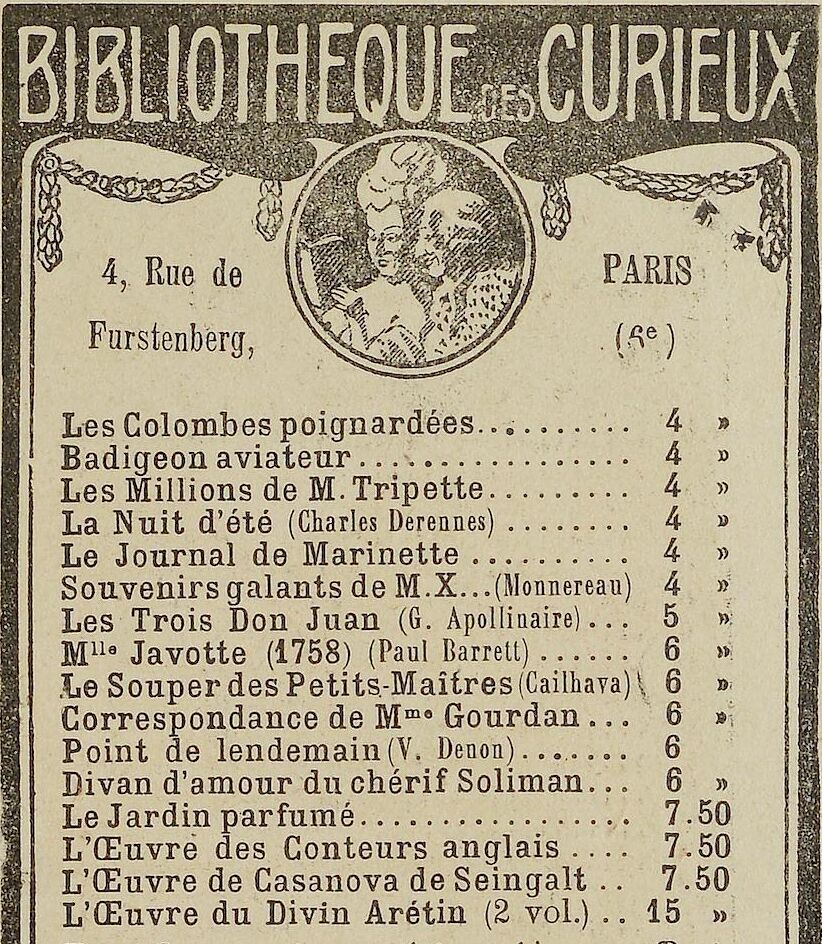 BIBLIOTHEQUE DES CURIEUX
4, Rue de
Furstenberg,
PARIS
(6e)
Les Colombes poignardées........... 4 »
Badigeon aviateur................. 4 »
Les Millions de M. Tripette......... 4 »
La Nuit d'été (Charles Derennes) ........ 4 »
Le Journal de Marinette .......... 4 »
Souvenirs galants de M. X...(Monnereau) 4 »
Les Trois Don Juan (G. Apollinaire)... 5 »
Mlle Javotte (1758) (Paul Barrett)...... 6 »
Le Souper des Petits-Maîtres (Cailhava) 6 »
Correspondance de Mme Gourdan... 6 »
Point de lendemain (V. Denon)....... 6
Divan d'amour du chérif Soliman... 6 »
Le Jardin parfumé................. 7.50
L'Œuvre des Conteurs anglais .... 7.50
L'Œuvre de Casanova de Seingalt .. 7.50
L'Œuvre du Divin Arétin (2 vol.).. 15 »